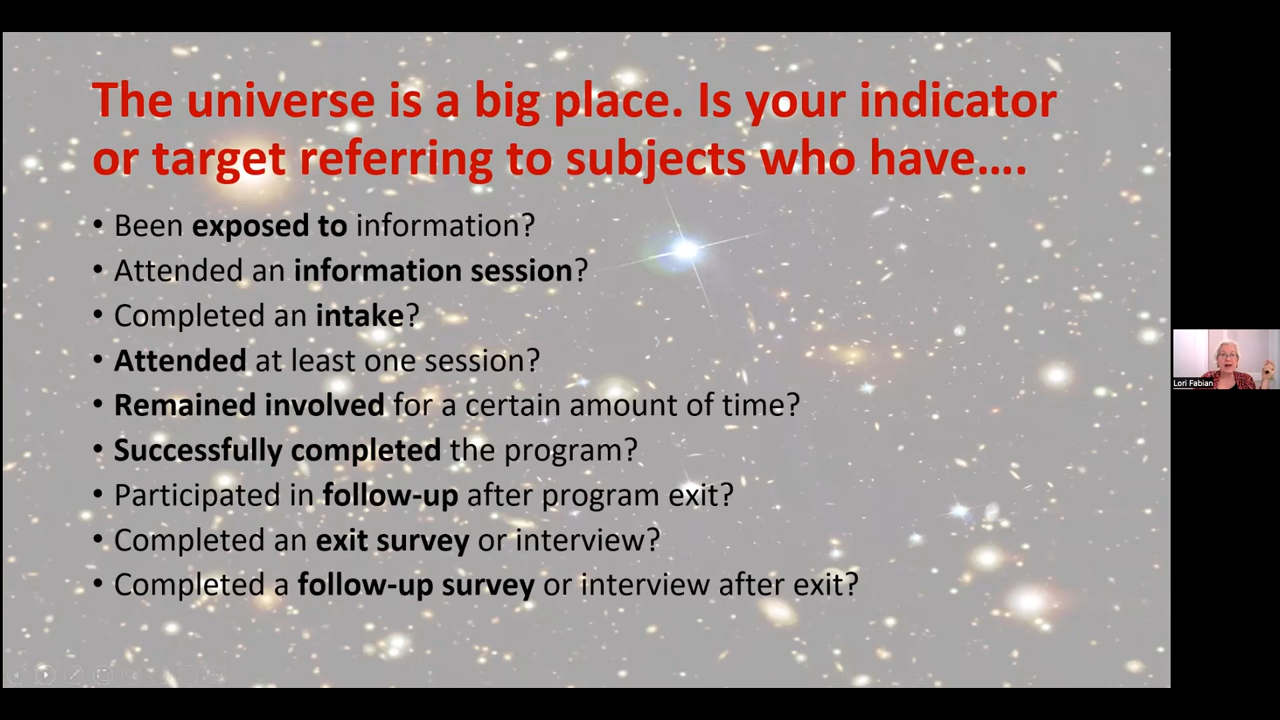 The universe is a big place. Is your indicator
or target referring to subjects who have....
• Been exposed to information?
• Attended an information session?
• Completed an intake?
• Attended at least one session?
• Remained involved for a certain amount of time?
• Successfully completed the program?
• Participated in follow-up after program exit?
• Completed an exit survey or interview?
• Completed a follow-up survey or interview after exit?
Lori Fabian